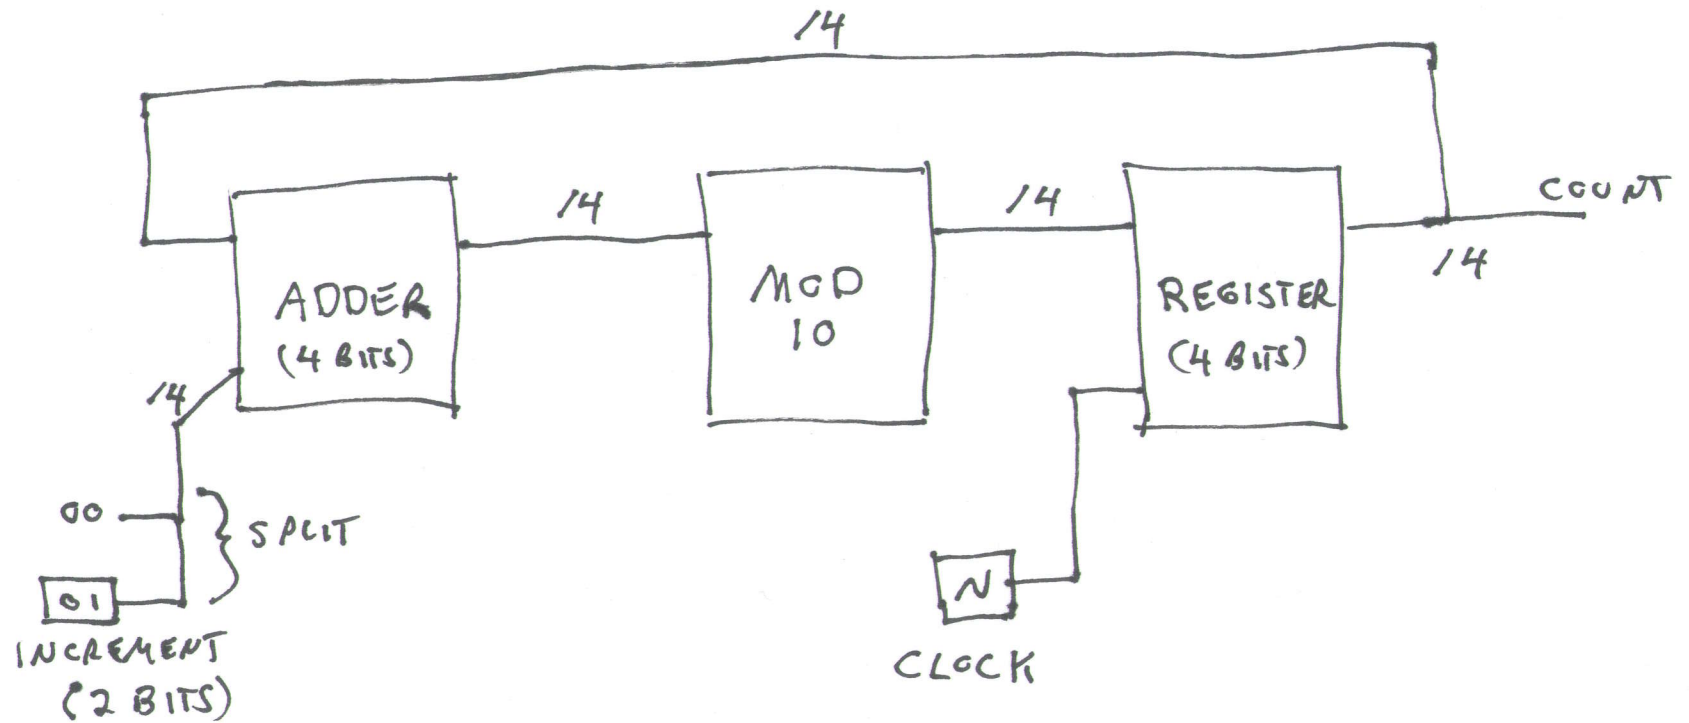 /4
COUNT
/4
/4
/4
ADDER
(4 BITS)
MOD
10
REGISTER
(4 BITS)
/4
00
SPLIT
01
INCREMENT
(2 BITS)
N
CLOCK